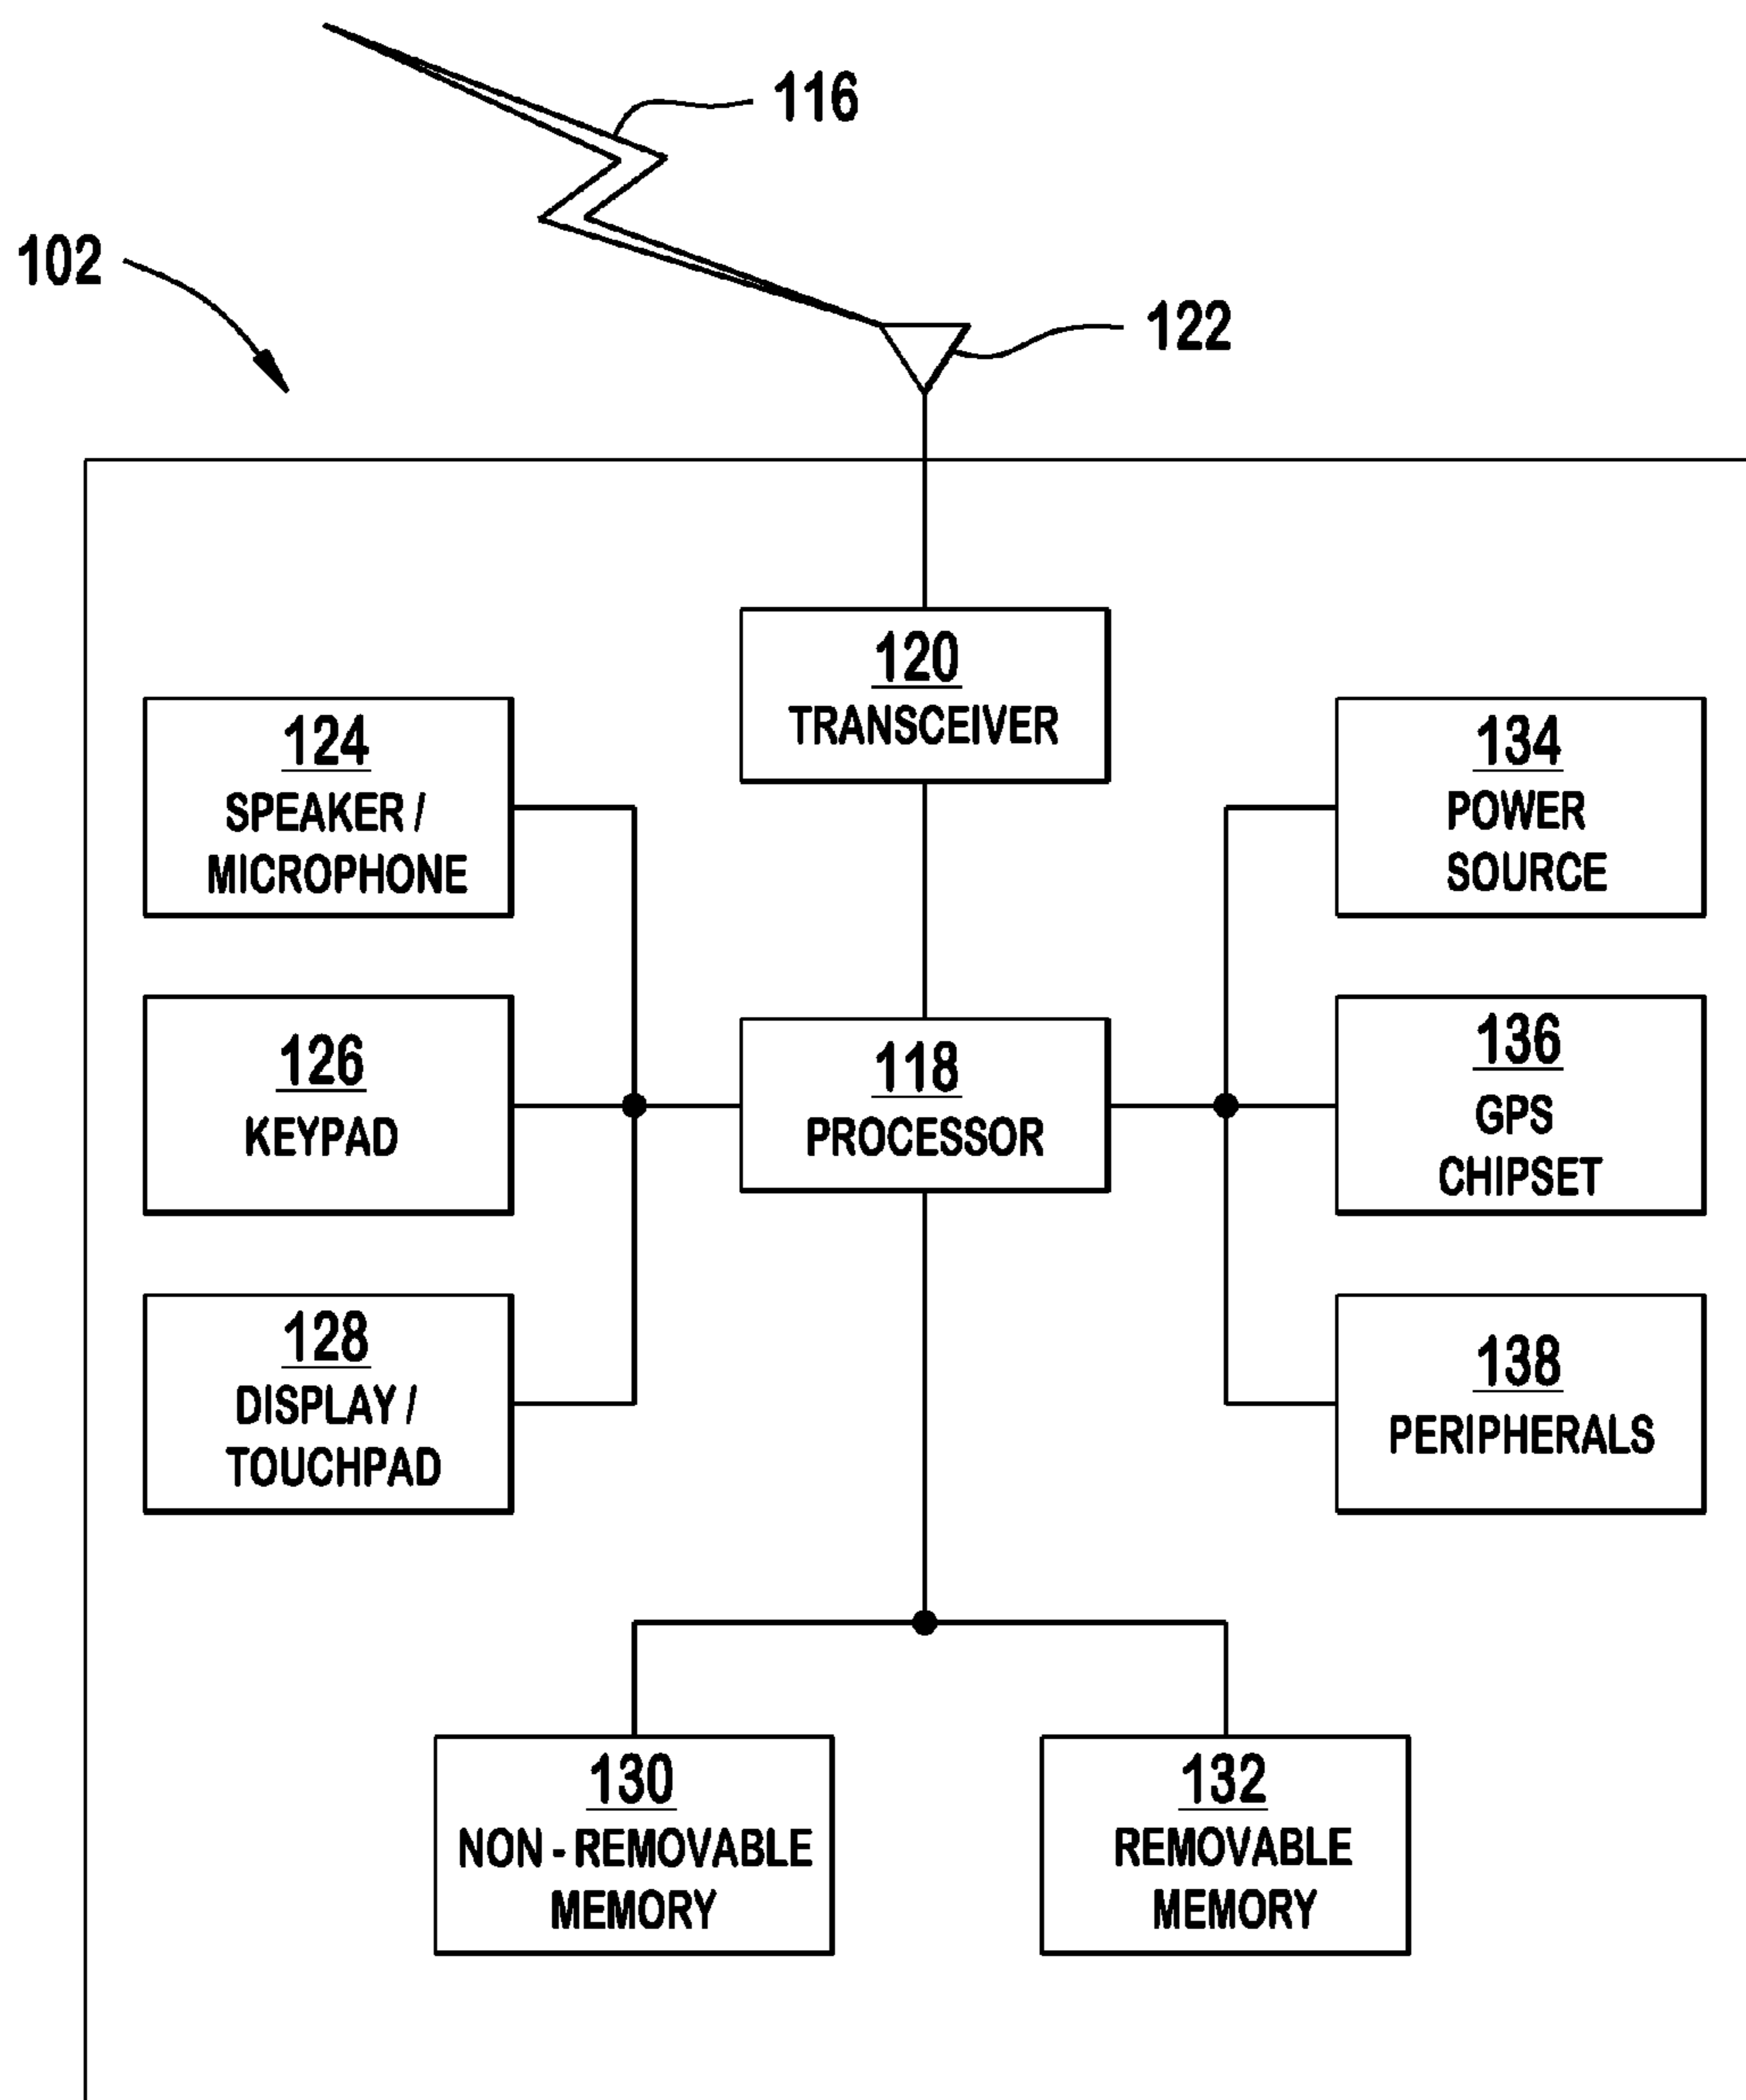 116
102
122
120
TRANSCEIVER
124
SPEAKER /
MICROPHONE
134
POWER
SOURCE
126
KEYPAD
118
PROCESSOR
136
GPS
CHIPSET
128
DISPLAY /
TOUCHPAD
138
PERIPHERALS
130
NON - REMOVABLE
MEMORY
132
REMOVABLE
MEMORY